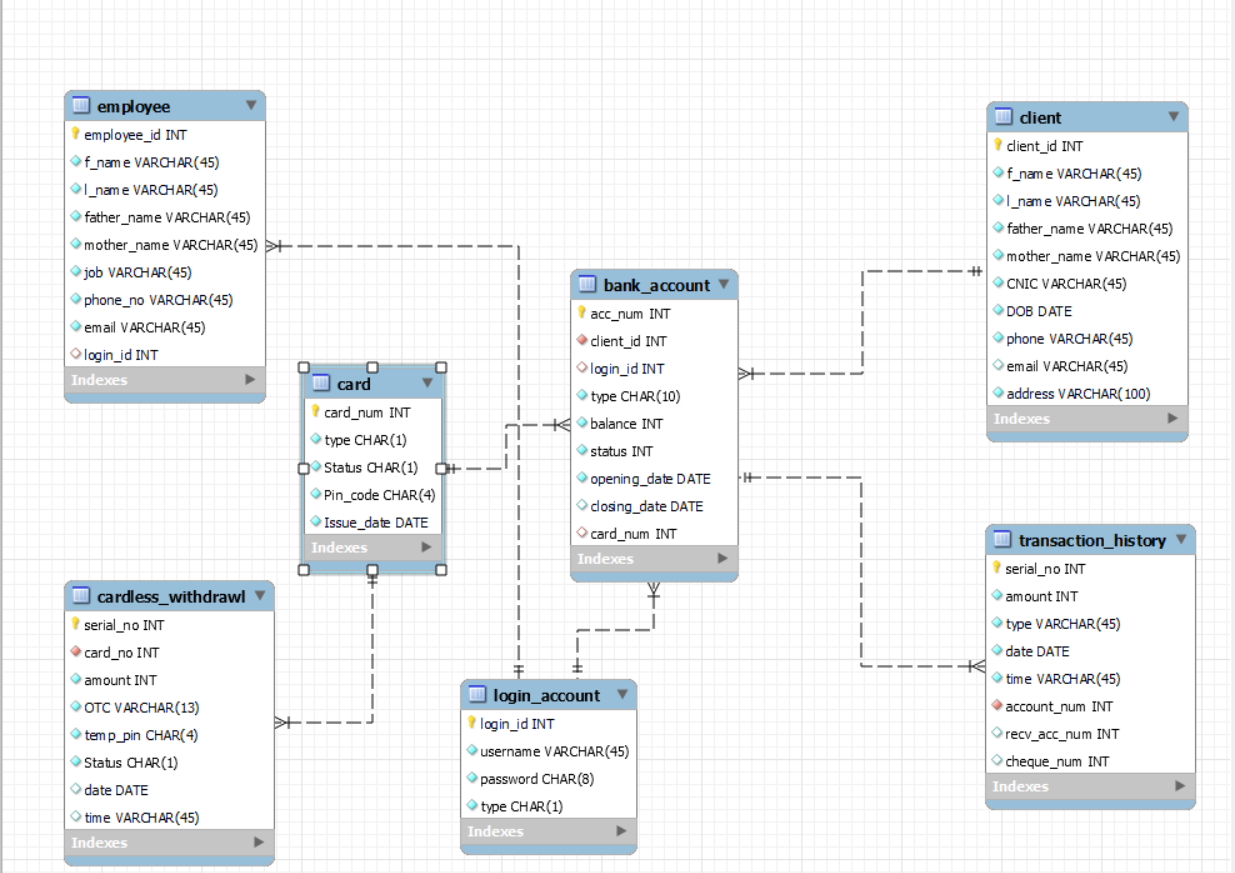 employee
employee_id INT
f_name VARCHAR(45)
l_name VARCHAR(45)
father_name VARCHAR(45)
mother_name VARCHAR(45)
job VARCHAR(45)
phone_no VARCHAR(45)
email VARCHAR(45)
login_id INT
Indexes
client
client_id INT
f_name VARCHAR(45)
l_name VARCHAR(45)
father_name VARCHAR(45)
mother_name VARCHAR(45)
CNIC VARCHAR(45)
DOB DATE
phone VARCHAR(45)
email VARCHAR(45)
address VARCHAR(100)
Indexes
bank_account
acc_num INT
client_id INT
login_id INT
type CHAR(10)
balance INT
status INT
opening_date DATE
closing_date DATE
card_num INT
Indexes
card
card_num INT
type CHAR(1)
Status CHAR(1)
Pin_code CHAR(4)
Issue_date DATE
Indexes
transaction_history
serial_no INT
amount INT
type VARCHAR(45)
date DATE
time VARCHAR(45)
account_num INT
recv_acc_num INT
cheque_num INT
Indexes
cardless_withdrawl
serial_no INT
card_no INT
amount INT
OTC VARCHAR(13)
temp_pin CHAR(4)
Status CHAR(1)
date DATE
time VARCHAR(45)
Indexes
login_account
login_id INT
username VARCHAR(45)
password CHAR(8)
type CHAR(1)
Indexes